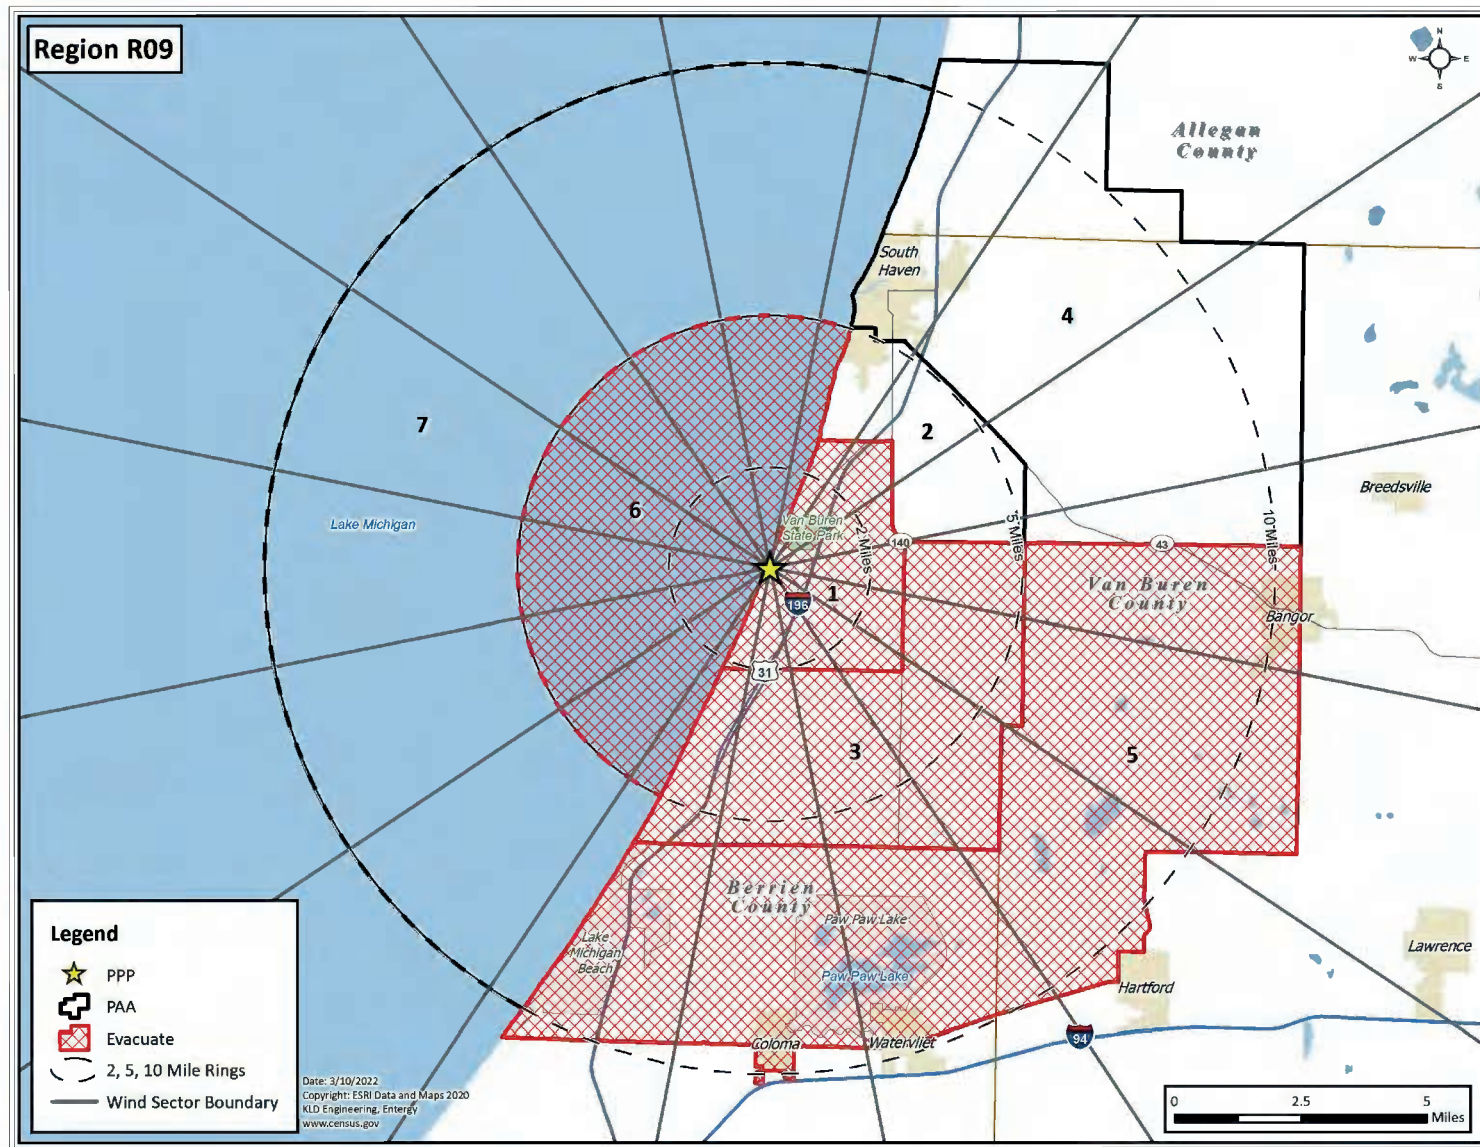 Region R09
N
W E
S
Allegan
County
South
Haven
4
7
2
Breedsville
6
Lake Michigan
Van Buren
State Park
2 Miles
5 Miles
10 Miles
140
43
1
196
Van Buren
County
Bangor
31
3
5
Berrien
County
Paw Paw Lake
Lake
Michigan
Beach
Paw Paw Lake
Lawrence
Hartford
Coloma
Watervliet
94
Legend
PPP
PAA
Evacuate
2, 5, 10 Mile Rings
Wind Sector Boundary
Date: 3/10/2022
Copyright: ESRI Data and Maps 2020
KLD Engineering, Entergy
www.census.gov
0 2.5 5
Miles